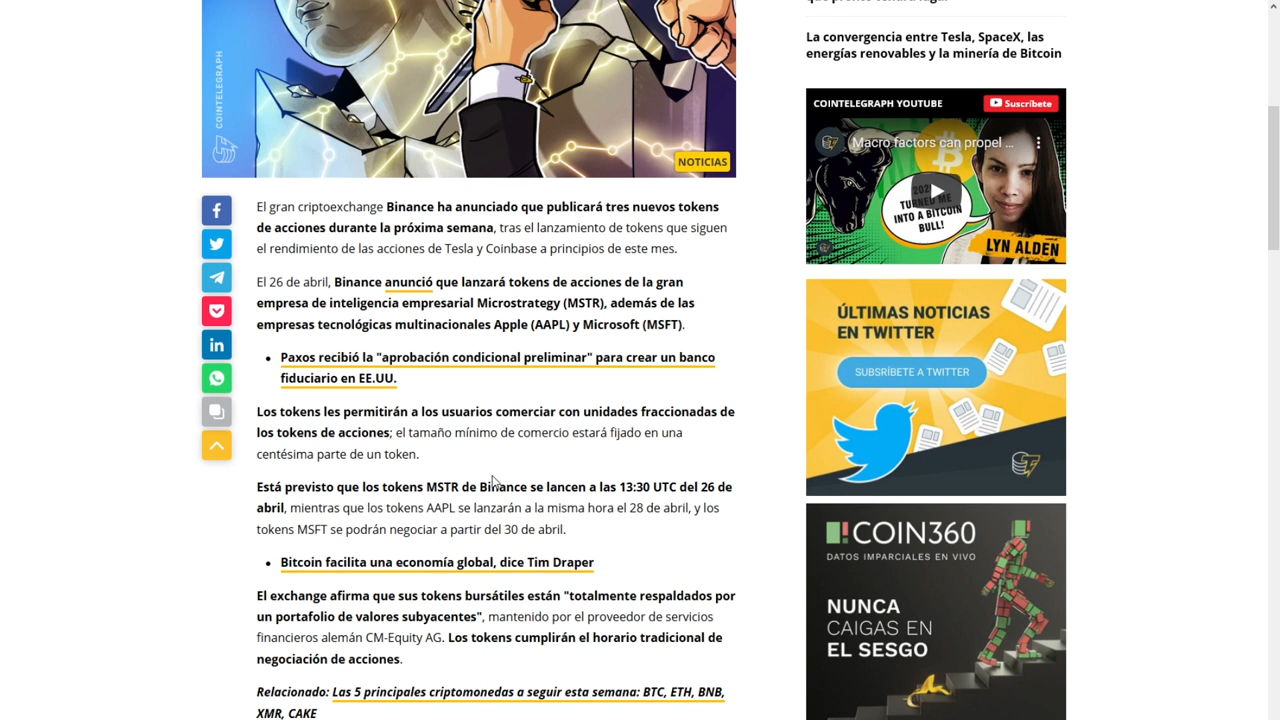 La convergencia entre Tesla, SpaceX, las
energías renovables y la minería de Bitcoin
COINTELEGRAPH
NOTICIAS
El gran criptoexchange Binance ha anunciado que publicará tres nuevos tokens
de acciones durante la próxima semana, tras el lanzamiento de tokens que siguen
el rendimiento de las acciones de Tesla y Coinbase a principios de este mes.
El 26 de abril, Binance anunció que lanzará tokens de acciones de la gran
empresa de inteligencia empresarial Microstrategy (MSTR), además de las
empresas tecnológicas multinacionales Apple (AAPL) y Microsoft (MSFT).
Paxos recibió la "aprobación condicional preliminar" para crear un banco
fiduciario en EE.UU.
Los tokens les permitirán a los usuarios comerciar con unidades fraccionadas de
los tokens de acciones; el tamaño mínimo de comercio estará fijado en una
centésima parte de un token.
Está previsto que los tokens MSTR de Binance se lancen a las 13:30 UTC del 26 de
abril, mientras que los tokens AAPL se lanzarán a la misma hora el 28 de abril, y los
tokens MSFT se podrán negociar a partir del 30 de abril.
Bitcoin facilita una economía global, dice Tim Draper
El exchange afirma que sus tokens bursátiles están "totalmente respaldados por
un portafolio de valores subyacentes", mantenido por el proveedor de servicios
financieros alemán CM-Equity AG. Los tokens cumplirán el horario tradicional de
negociación de acciones.
Relacionado: Las 5 principales criptomonedas a seguir esta semana: BTC, ETH, BNB,
XMR, CAKE
COINTELEGRAPH YOUTUBE
Suscríbete
Macro factors can propel ...
TURNED ME
INTO A BITCOIN
BULL!
LYN ALDEN
ÚLTIMAS NOTICIAS
EN TWITTER
SUBSRÍBETE A TWITTER
COIN360
DATOS IMPARCIALES EN VIVO
NUNCA
CAIGAS EN
EL SESGO